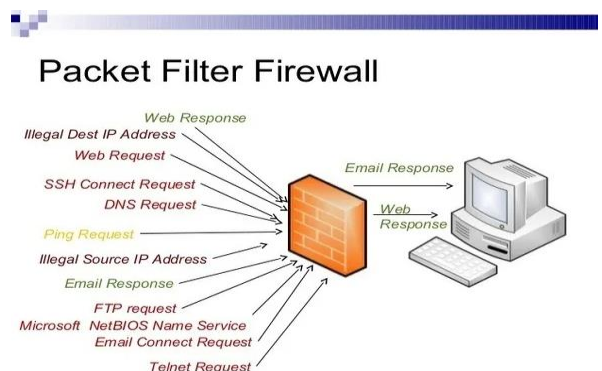 Packet Filter Firewall
Web Response
Illegal Dest IP Address
Web Request
SSH Connect Request
DNS Request
Ping Request
Illegal Source IP Address
Email Response
FTP request
Microsoft NetBIOS Name Service
Email Connect Request
Telnet Request
Email Response
Web
Response